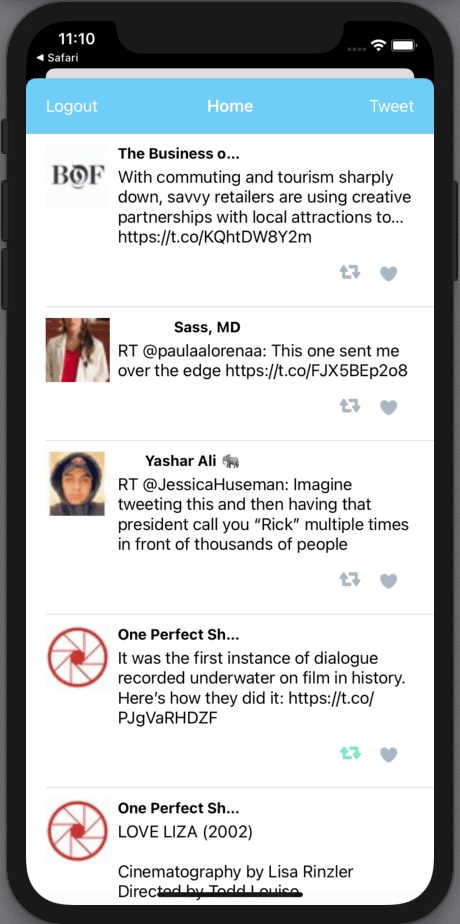 11:10
◀ Safari
Logout Home Tweet
BOF
The Business o...
With commuting and tourism sharply
down, savvy retailers are using creative
partnerships with local attractions to...
https://t.co/KQhtDW8Y2m
Sass, MD
RT @paulaalorenaa: This one sent me
over the edge https://t.co/FJX5BEp2o8
Yashar Ali 🐘
RT @JessicaHuseman: Imagine
tweeting this and then having that
president call you “Rick” multiple times
in front of thousands of people
One Perfect Sh...
It was the first instance of dialogue
recorded underwater on film in history.
Here’s how they did it: https://t.co/
PJgVaRHDZF
One Perfect Sh...
LOVE LIZA (2002)
Cinematography by Lisa Rinzler
Directed by Todd Louiso